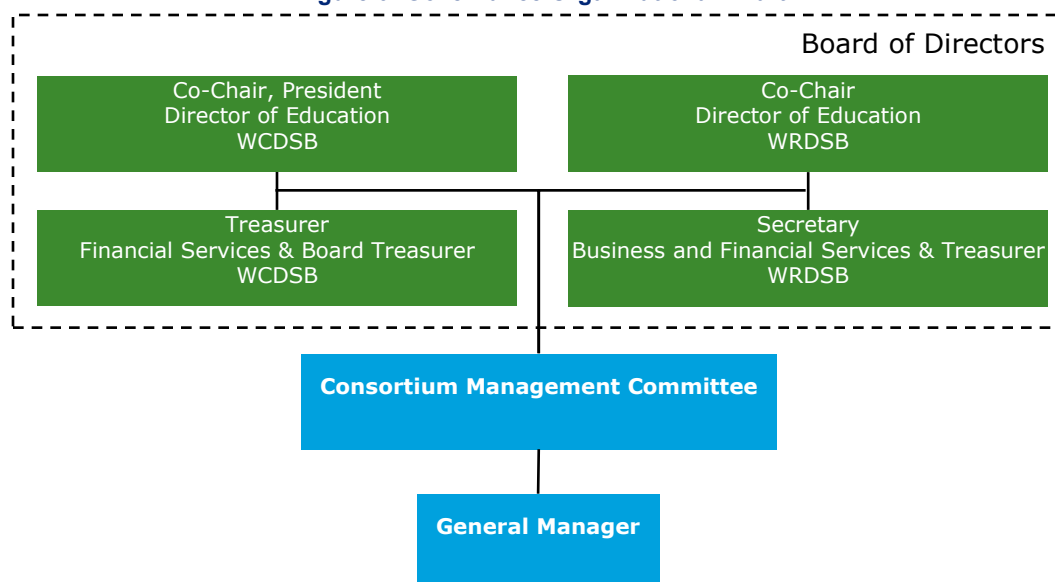 Board of Directors
Co-Chair, President
Director of Education
WCDSB
Co-Chair
Director of Education
WRDSB
Treasurer
Financial Services & Board Treasurer
WCDSB
Secretary
Business and Financial Services & Treasurer
WRDSB
Consortium Management Committee
General Manager